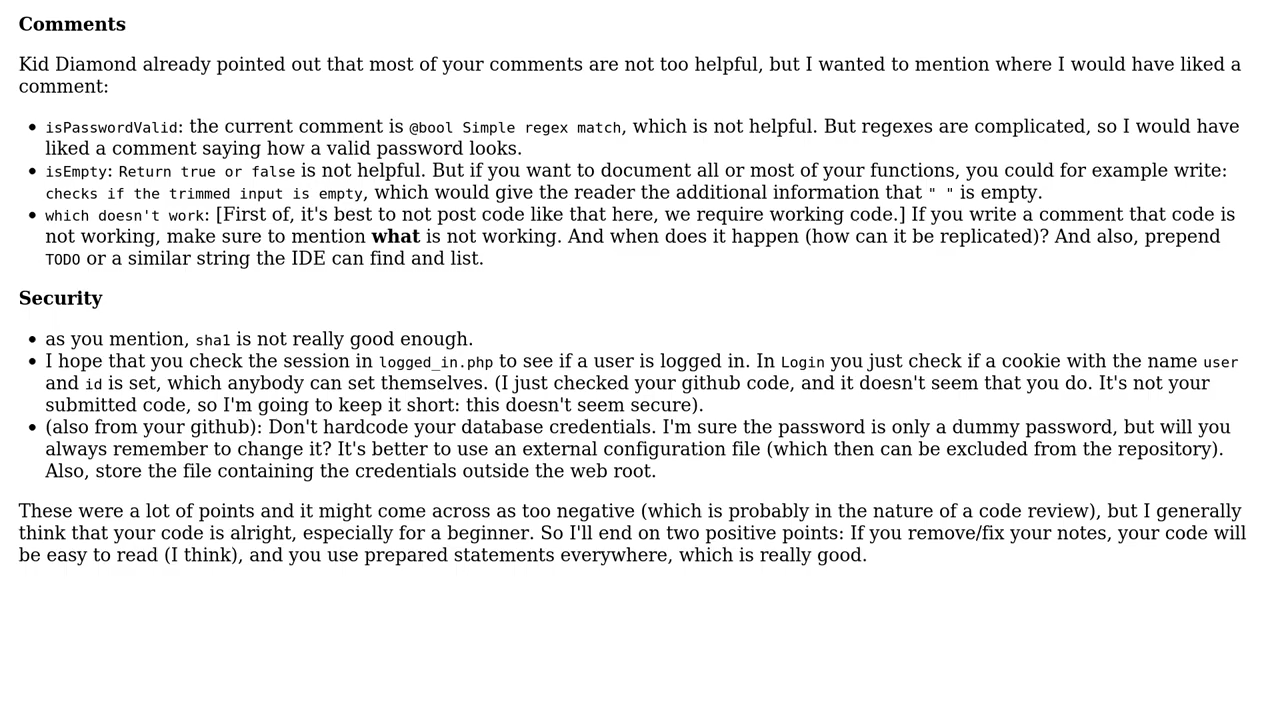 Comments
Kid Diamond already pointed out that most of your comments are not too helpful, but I wanted to mention where I would have liked a
comment:
• isPasswordValid: the current comment is @bool Simple regex match, which is not helpful. But regexes are complicated, so I would have
liked a comment saying how a valid password looks.
• isEmpty: Return true or false is not helpful. But if you want to document all or most of your functions, you could for example write:
checks if the trimmed input is empty, which would give the reader the additional information that " " is empty.
• which doesn't work: [First of, it's best to not post code like that here, we require working code.] If you write a comment that code is
not working, make sure to mention what is not working. And when does it happen (how can it be replicated)? And also, prepend
TODO or a similar string the IDE can find and list.
Security
• as you mention, sha1 is not really good enough.
• I hope that you check the session in logged_in.php to see if a user is logged in. In Login you just check if a cookie with the name user
and id is set, which anybody can set themselves. (I just checked your github code, and it doesn't seem that you do. It's not your
submitted code, so I'm going to keep it short: this doesn't seem secure).
• (also from your github): Don't hardcode your database credentials. I'm sure the password is only a dummy password, but will you
always remember to change it? It's better to use an external configuration file (which then can be excluded from the repository).
Also, store the file containing the credentials outside the web root.
These were a lot of points and it might come across as too negative (which is probably in the nature of a code review), but I generally
think that your code is alright, especially for a beginner. So I'll end on two positive points: If you remove/fix your notes, your code will
be easy to read (I think), and you use prepared statements everywhere, which is really good.